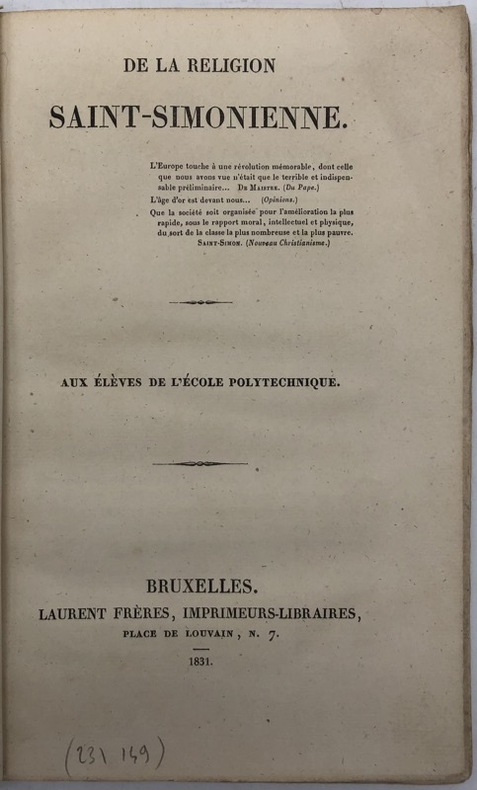 DE LA RELIGION
SAINT-SIMONIENNE.
L'Europe touche à une révolution mémorable, dont celle
que nous avons vue n'était que le terrible et indispen-
sable préliminaire... DE MAISTRE. (Du Pape.)
L'âge d'or est devant nous... (Opinions.)
Que la société soit organisée pour l'amélioration la plus
rapide, sous le rapport moral, intellectuel et physique,
du sort de la classe la plus nombreuse et la plus pauvre.
SAINT-SIMON. (Nouveau Christianisme.)
AUX ÉLÈVES DE L'ÉCOLE POLYTECHNIQUE.
BRUXELLES.
LAURENT FRÈRES, IMPRIMEURS-LIBRAIRES,
PLACE DE LOUVAIN, N. 7.
1831.
(231 149)